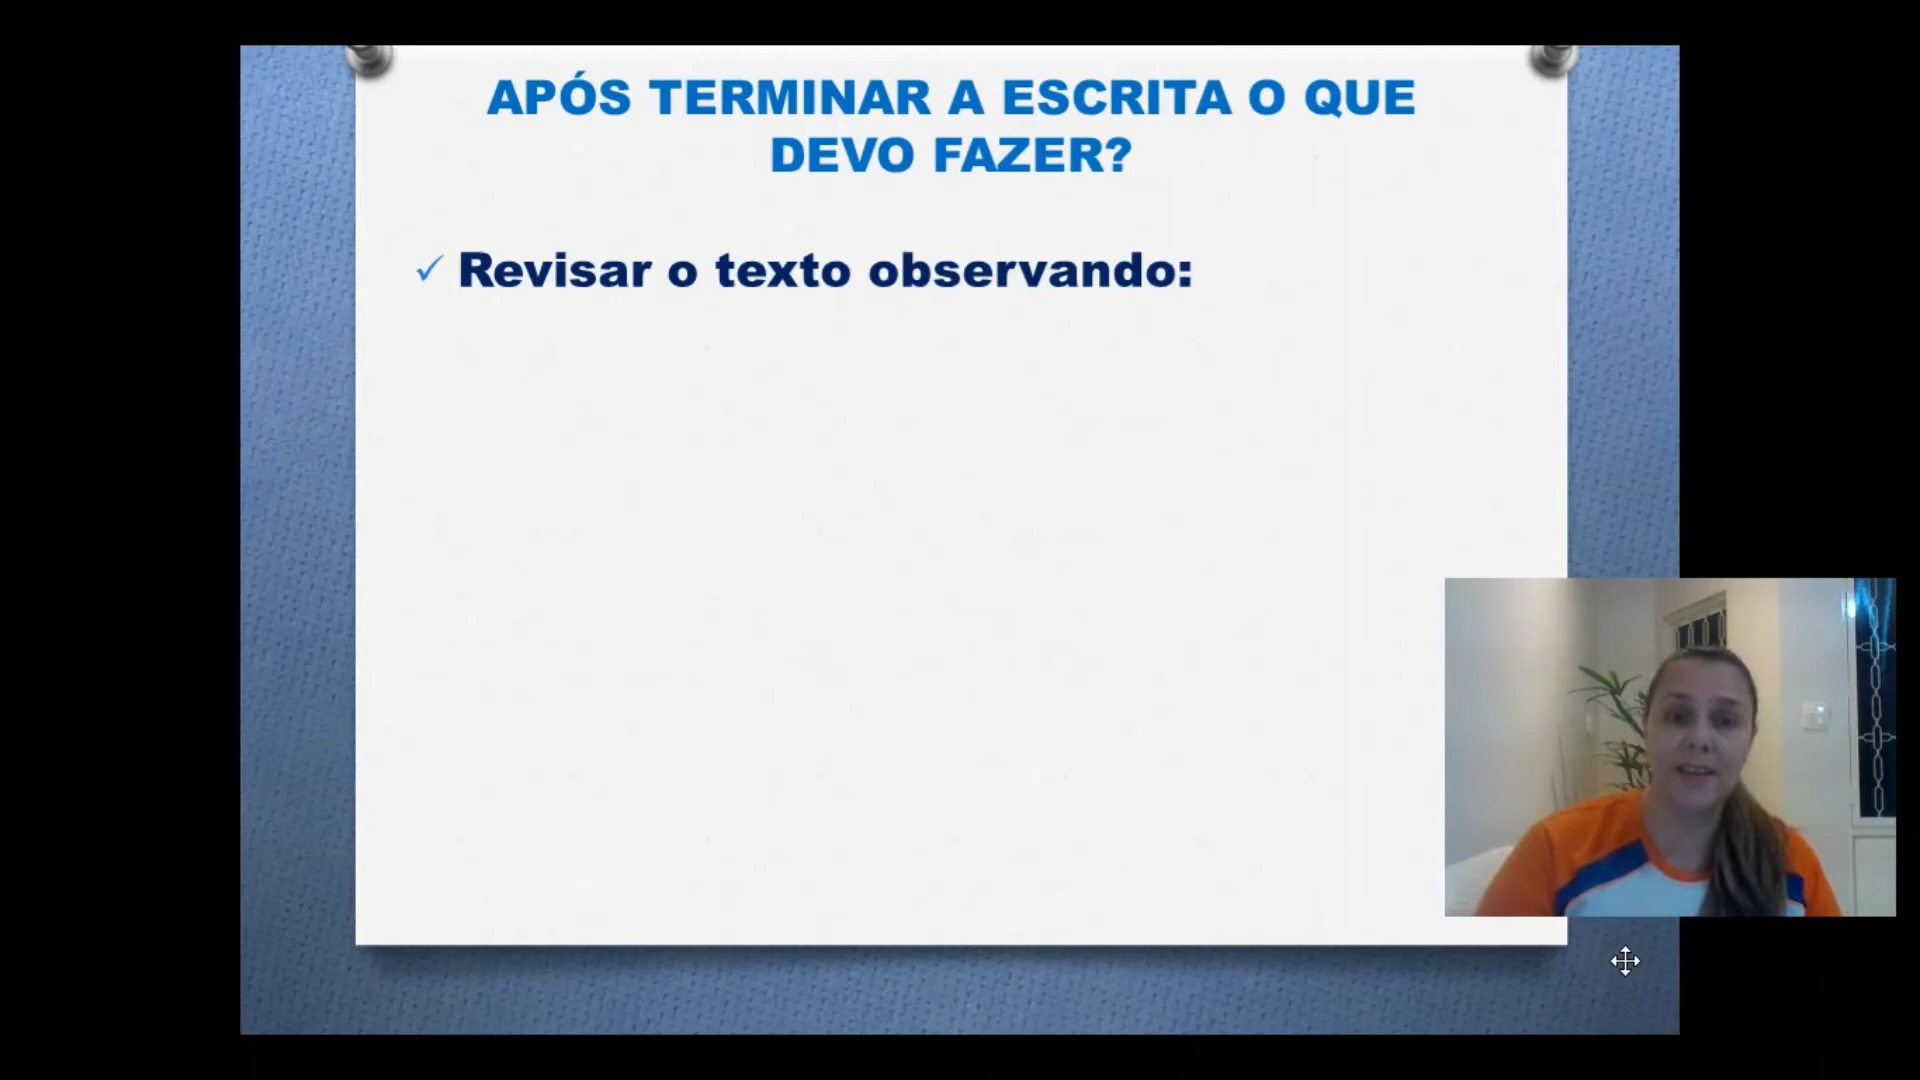 APÓS TERMINAR A ESCRITA O QUE
DEVO FAZER?
✓ Revisar o texto observando: